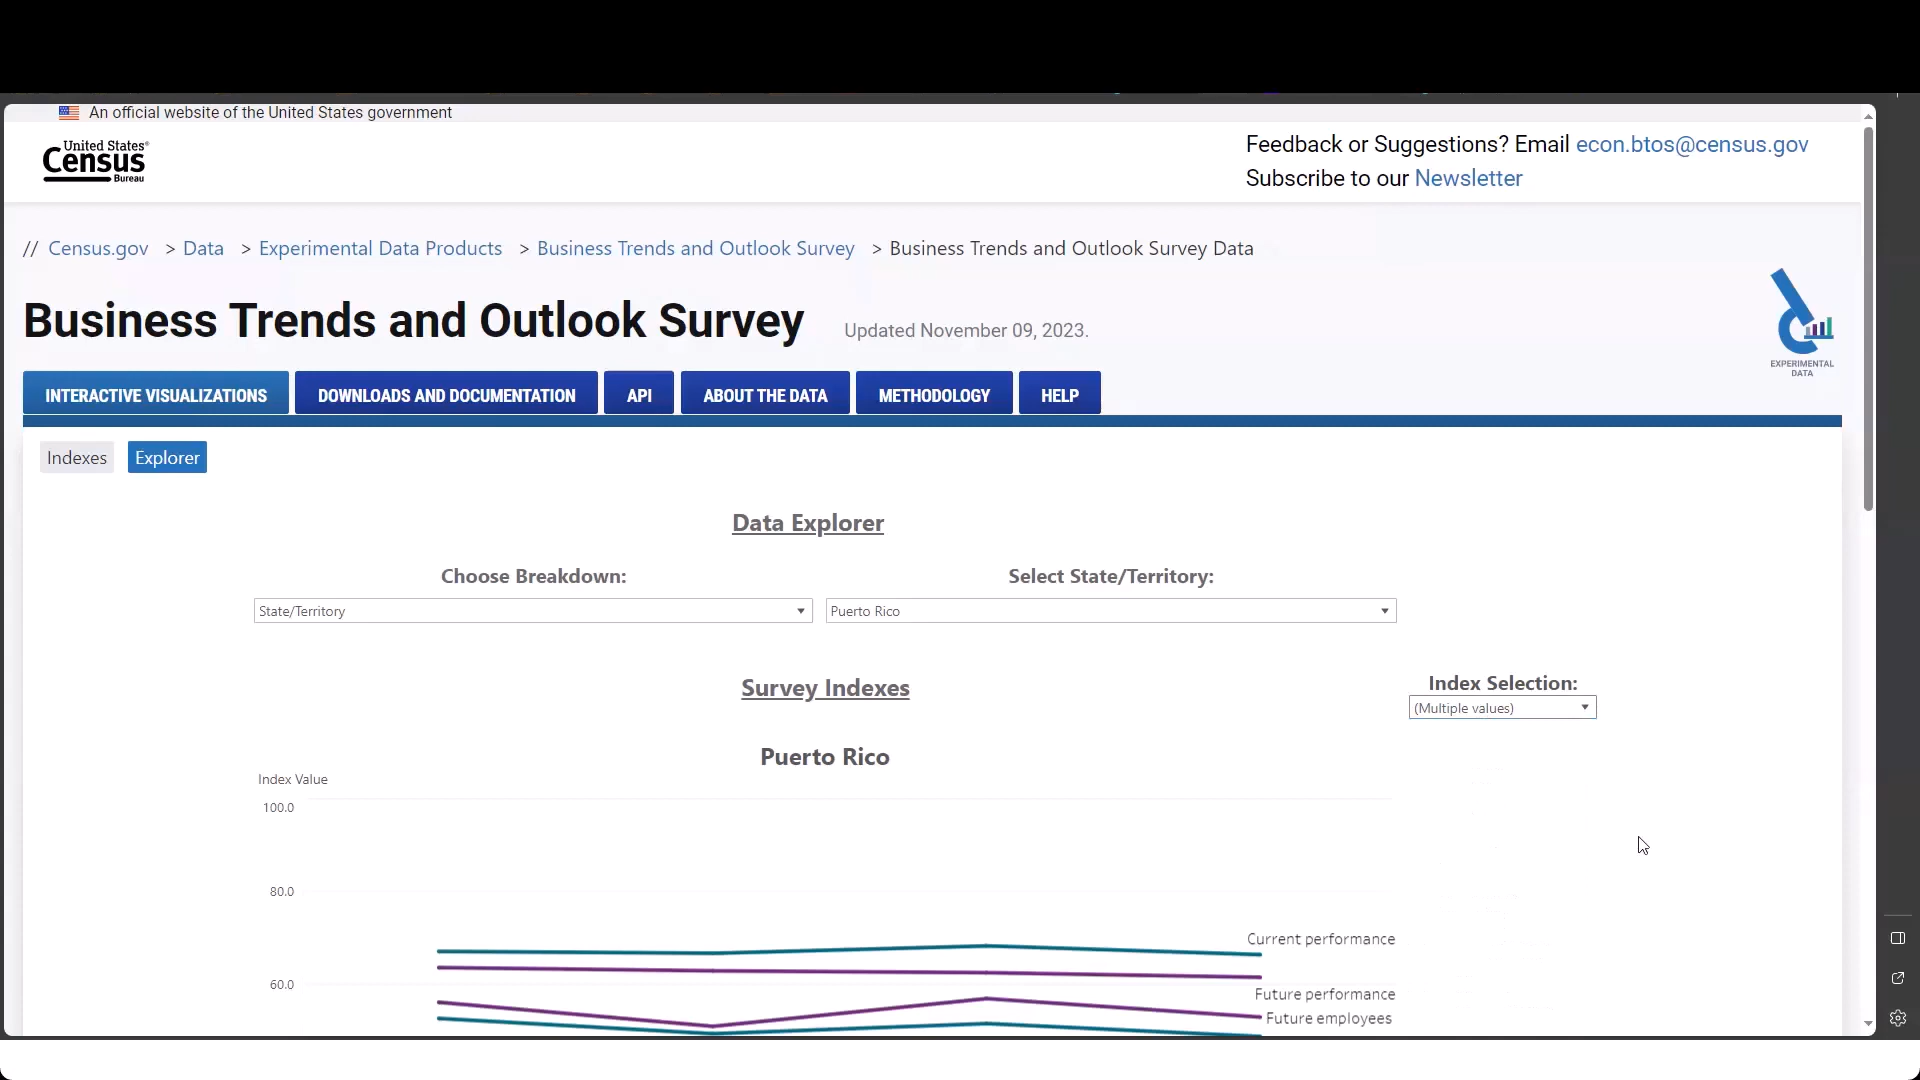 An official website of the United States government
United States®
Census
Bureau
Feedback or Suggestions? Email econ.btos@census.gov
Subscribe to our Newsletter
// Census.gov > Data > Experimental Data Products > Business Trends and Outlook Survey > Business Trends and Outlook Survey Data
Business Trends and Outlook Survey Updated November 09, 2023.
EXPERIMENTAL
DATA
INTERACTIVE VISUALIZATIONS DOWNLOADS AND DOCUMENTATION API ABOUT THE DATA METHODOLOGY HELP
Indexes Explorer
Data Explorer
Choose Breakdown: Select State/Territory:
State/Territory Puerto Rico
Survey Indexes Index Selection:
(Multiple values)
Puerto Rico
Index Value
100.0
80.0
Current performance
60.0
Future performance
Future employees